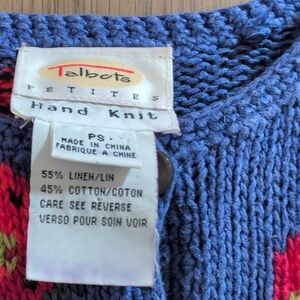 Talbots
PETITES
Hand Knit
PS
MADE IN CHINA
FABRIQUE A CHINE
55% LINEN/LIN
45% COTTON/COTON
CARE SEE REVERSE
VERSO POUR SOIN VOIR